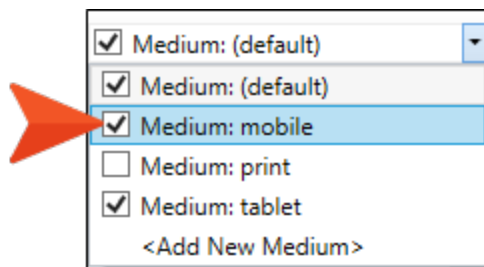 Medium: (default)
Medium: (default)
Medium: mobile
Medium: print
Medium: tablet
<Add New Medium>